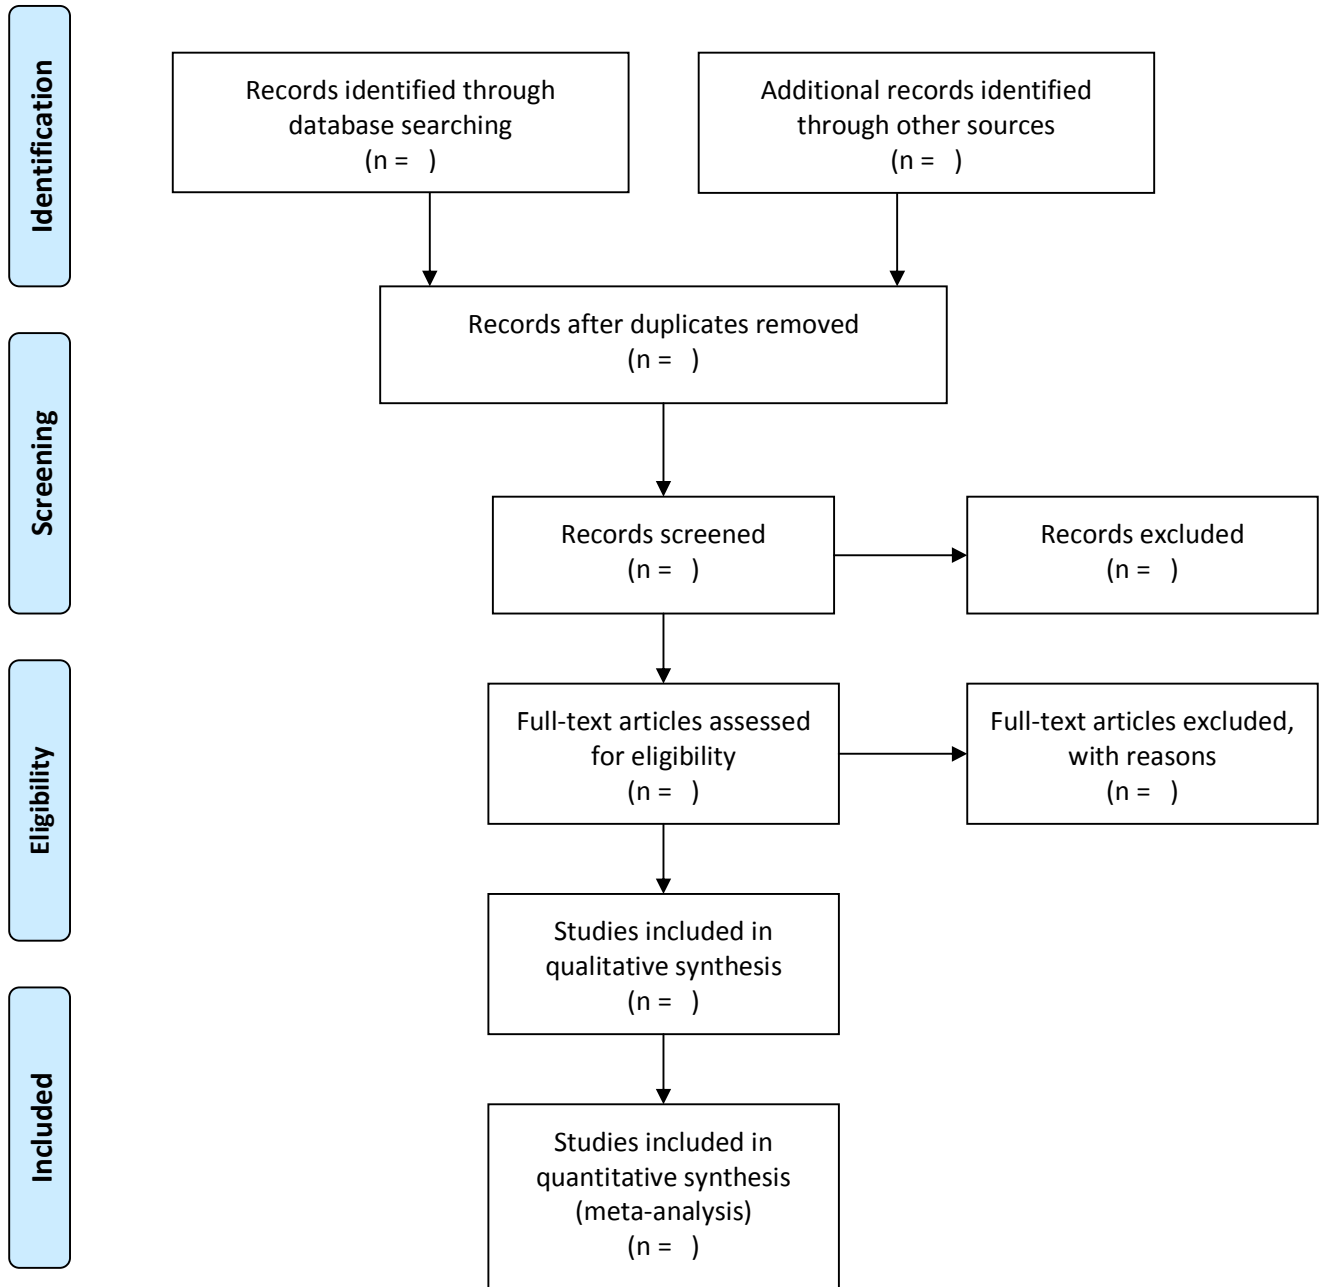 Identification
Records identified through
database searching
(n =   )
Additional records identified
through other sources
(n =   )
Records after duplicates removed
(n =   )
Screening
Records screened
(n =   )
Records excluded
(n =   )
Eligibility
Full-text articles assessed
for eligibility
(n =   )
Full-text articles excluded,
with reasons
(n =   )
Studies included in
qualitative synthesis
(n =   )
Included
Studies included in
quantitative synthesis
(meta-analysis)
(n =   )